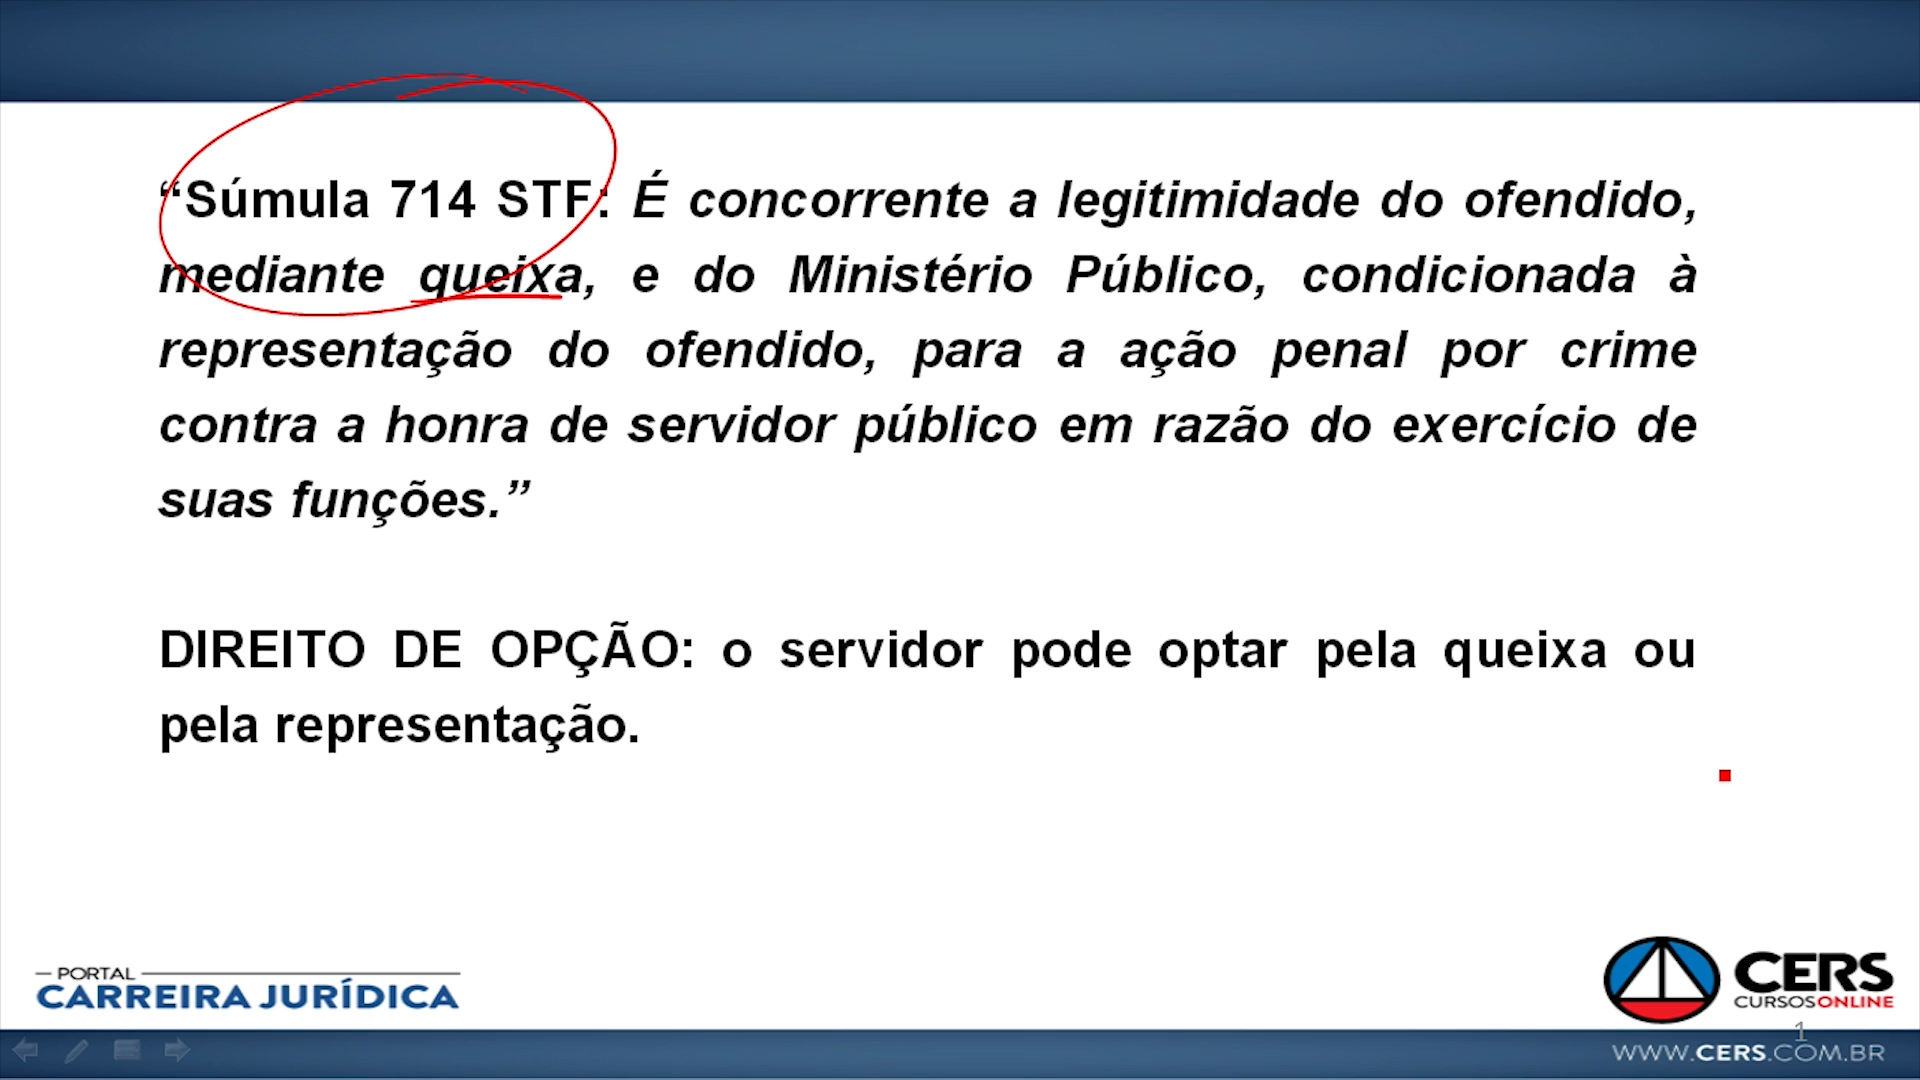 “Súmula 714 STF: É concorrente a legitimidade do ofendido,
mediante queixa, e do Ministério Público, condicionada à
representação do ofendido, para a ação penal por crime
contra a honra de servidor público em razão do exercício de
suas funções.”
DIREITO DE OPÇÃO: o servidor pode optar pela queixa ou
pela representação.
PORTAL
CARREIRA JURÍDICA
CERS
CURSOSONLINE
1
WWW.CERS.COM.BR